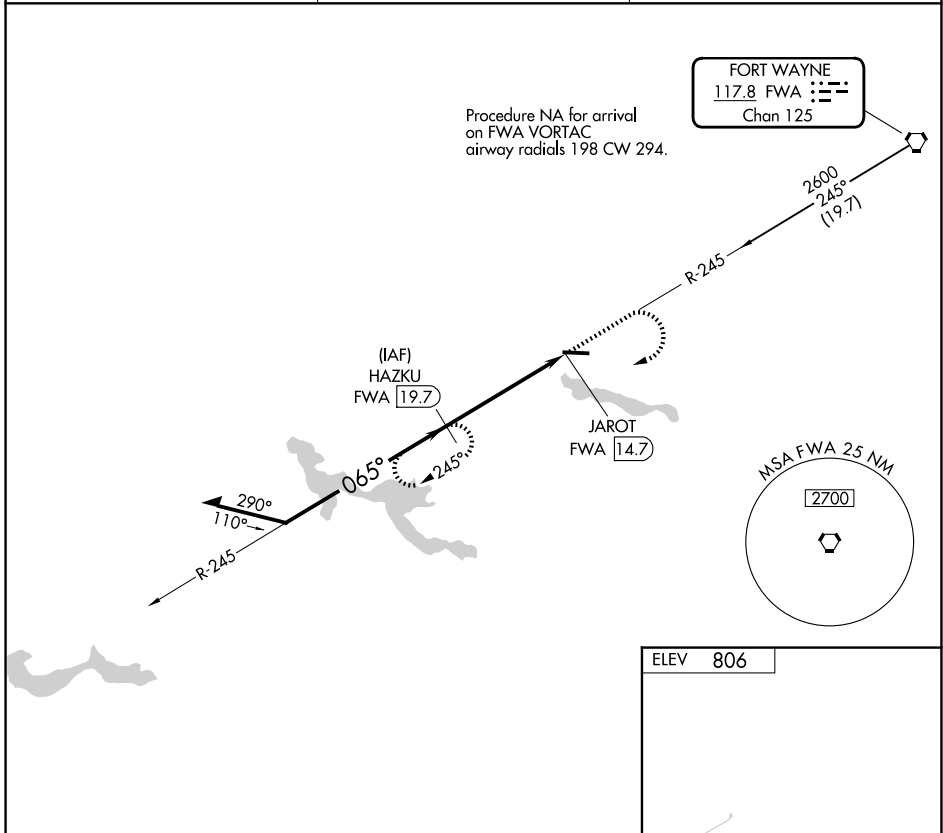 FORT WAYNE
117.8 FWA
Chan 125
Procedure NA for arrival
on FWA VORTAC
airway radials 198 CW 294.
2600
245°
(19.7)
R-245
(IAF)
HAZKU
FWA 19.7
JAROT
FWA 14.7
065°
245°
290°
110°
R-245
MSA FWA 25 NM
2700
ELEV 806